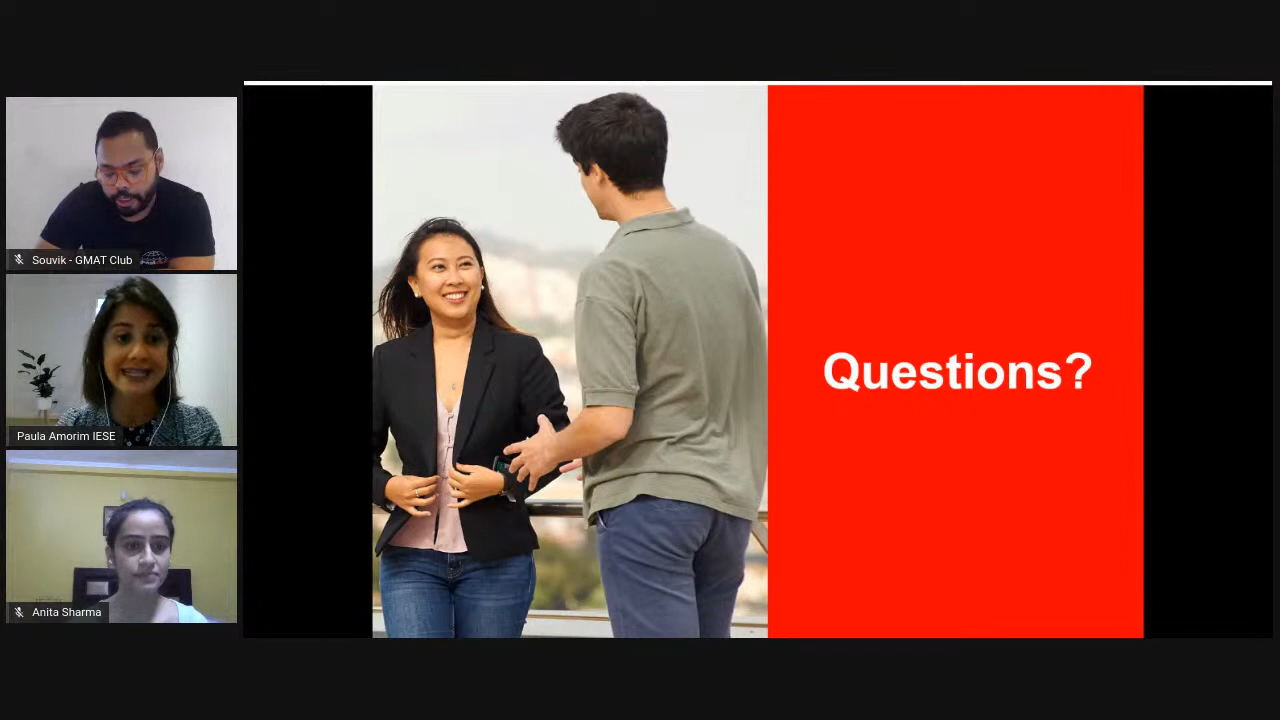 Souvik - GMAT Club
Paula Amorim IESE
Anita Sharma
Questions?